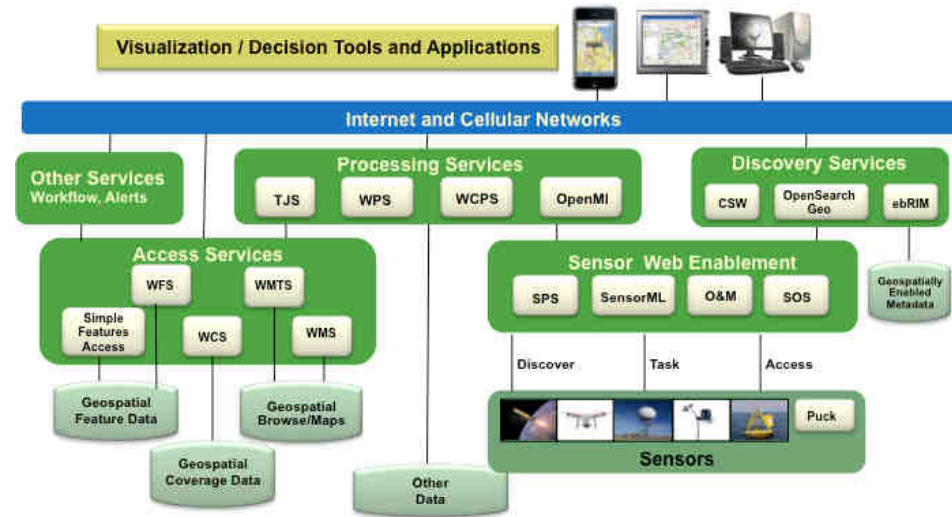 Visualization / Decision Tools and Applications
Internet and Cellular Networks
Other Services
Workflow, Alerts
Processing Services
TJS
WPS
WCPS
OpenMI
Discovery Services
CSW
OpenSearch
Geo
ebRIM
Access Services
WFS
WMTS
Simple
Features
Access
WCS
WMS
Sensor Web Enablement
SPS
SensorML
O&M
SOS
Geospatially
Enabled
Metadata
Discover
Task
Access
Geospatial
Feature Data
Geospatial
Browse/Maps
Geospatial
Coverage Data
Other
Data
Puck
Sensors